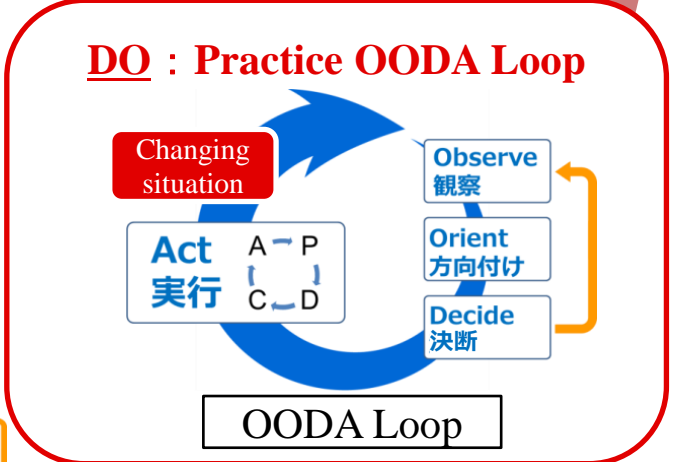 DO：Practice OODA Loop
Changing
situation
Observe
観察
Orient
方向付け
Decide
決断
Act
実行
A P
C D
OODA Loop